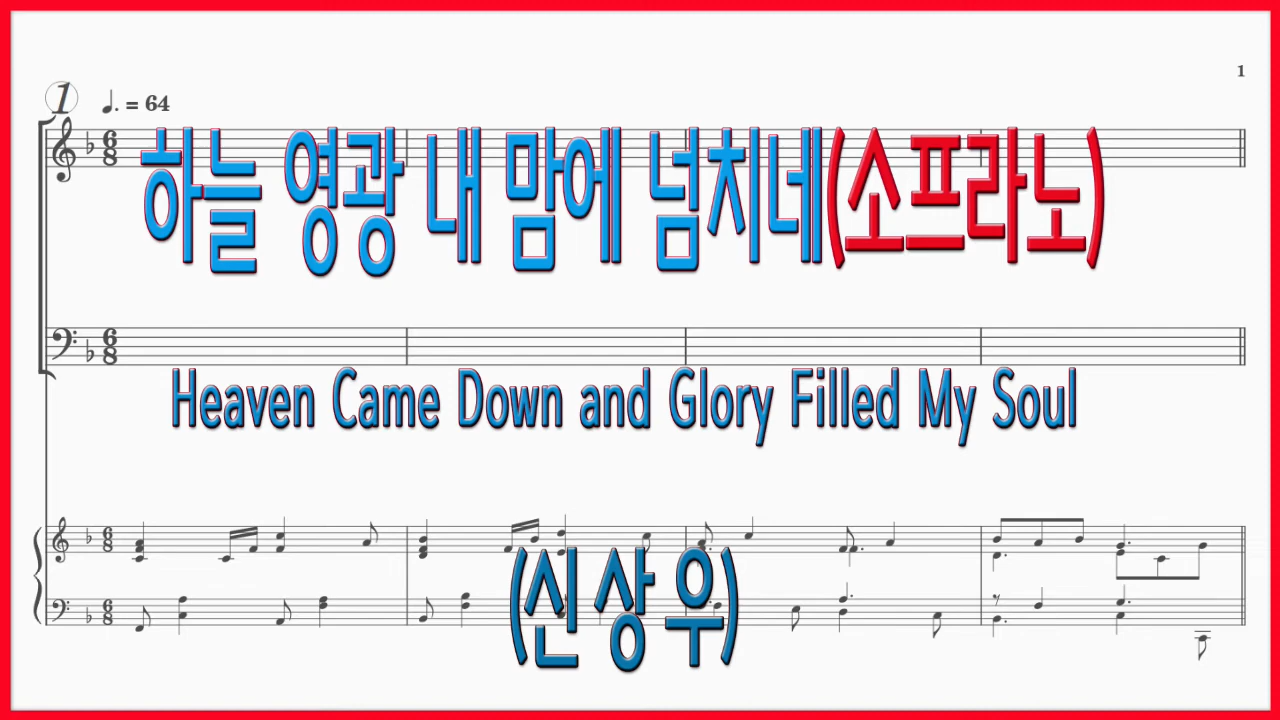 1
1
♩. = 64
하늘 영광 내 맘에 넘치네(소프라노)
Heaven Came Down and Glory Filled My Soul
(신상우)